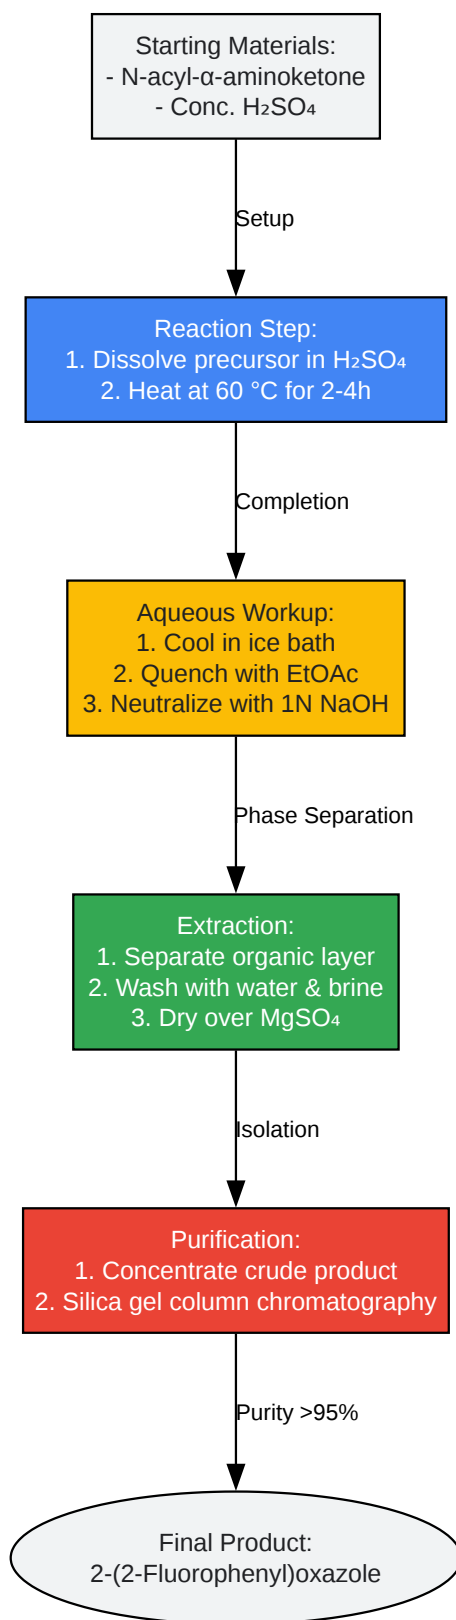 Starting Materials:
- N-acyl-α-aminoketone
- Conc. H₂SO₄
Setup
Reaction Step:
1. Dissolve precursor in H₂SO₄
2. Heat at 60 °C for 2-4h
Completion
Aqueous Workup:
1. Cool in ice bath
2. Quench with EtOAc
3. Neutralize with 1N NaOH
Phase Separation
Extraction:
1. Separate organic layer
2. Wash with water & brine
3. Dry over MgSO₄
Isolation
Purification:
1. Concentrate crude product
2. Silica gel column chromatography
Purity >95%
Final Product:
2-(2-Fluorophenyl)oxazole